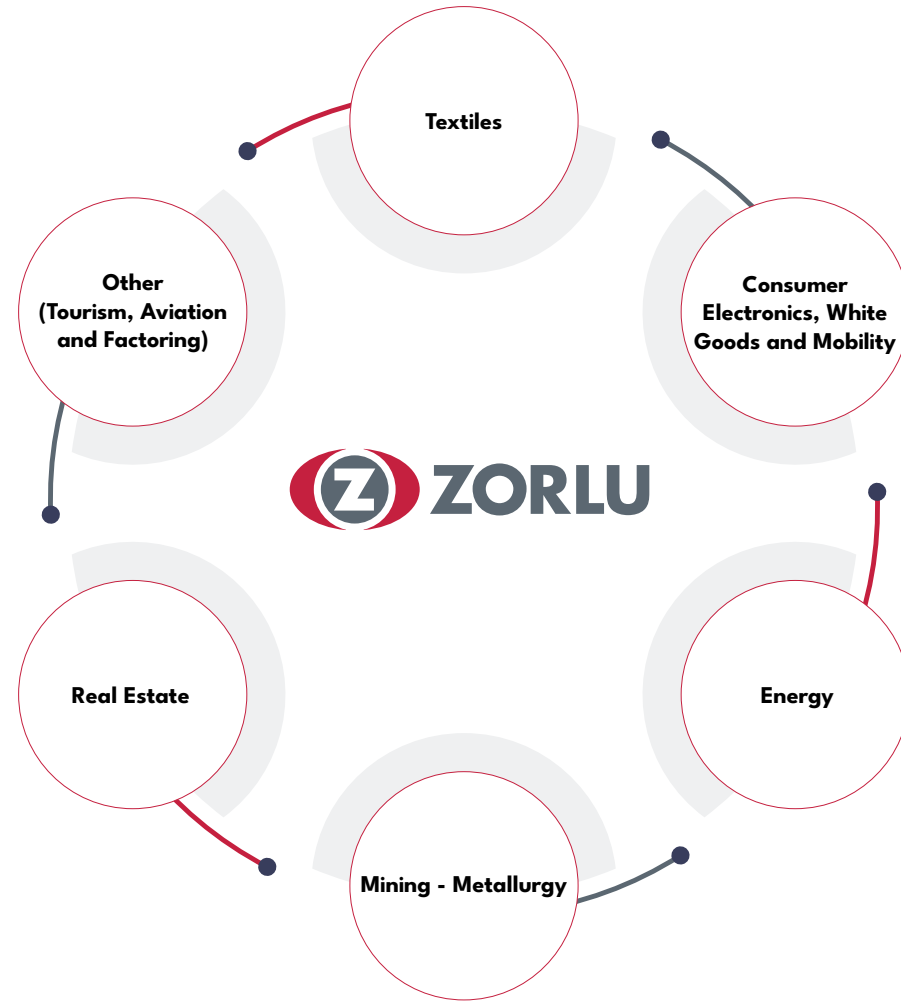 Textiles
Consumer
Electronics, White
Goods and Mobility
Energy
Mining - Metallurgy
Real Estate
Other
(Tourism, Aviation
and Factoring)
Z ZORLU